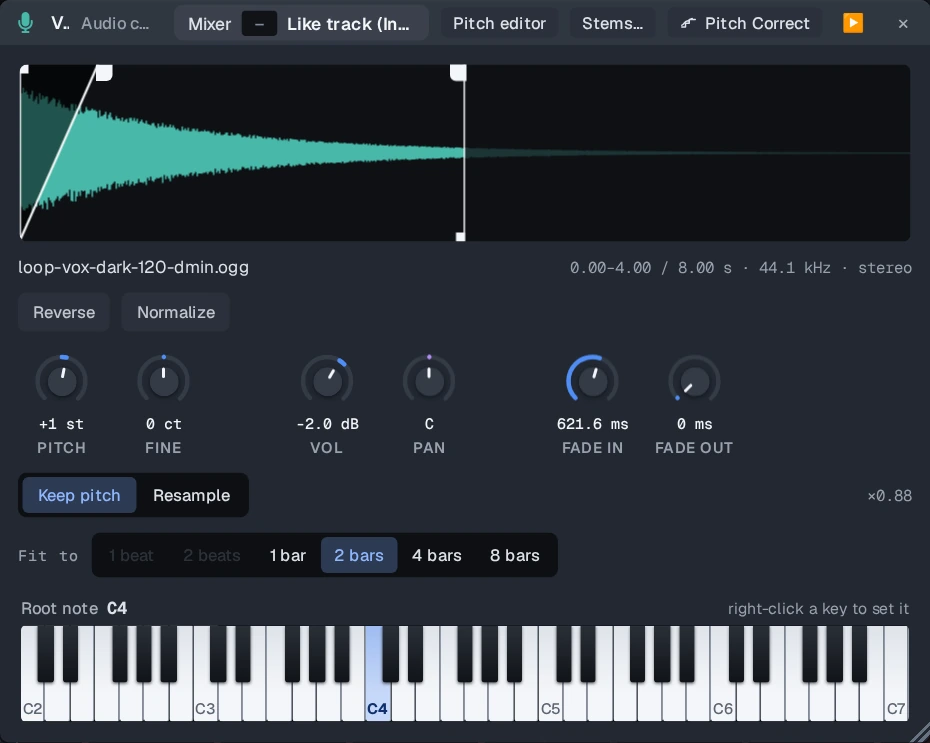 V.. Audio c... Mixer – Like track (In... Pitch editor Stems... Pitch Correct ×
loop-vox-dark-120-dmin.ogg 0.00–4.00 / 8.00 s · 44.1 kHz · stereo
Reverse Normalize
+1 st 0 ct -2.0 dB C 621.6 ms 0 ms
PITCH FINE VOL PAN FADE IN FADE OUT
Keep pitch Resample ×0.88
Fit to 1 beat 2 beats 1 bar 2 bars 4 bars 8 bars
Root note C4 right-click a key to set it
C2 C3 C4 C5 C6 C7